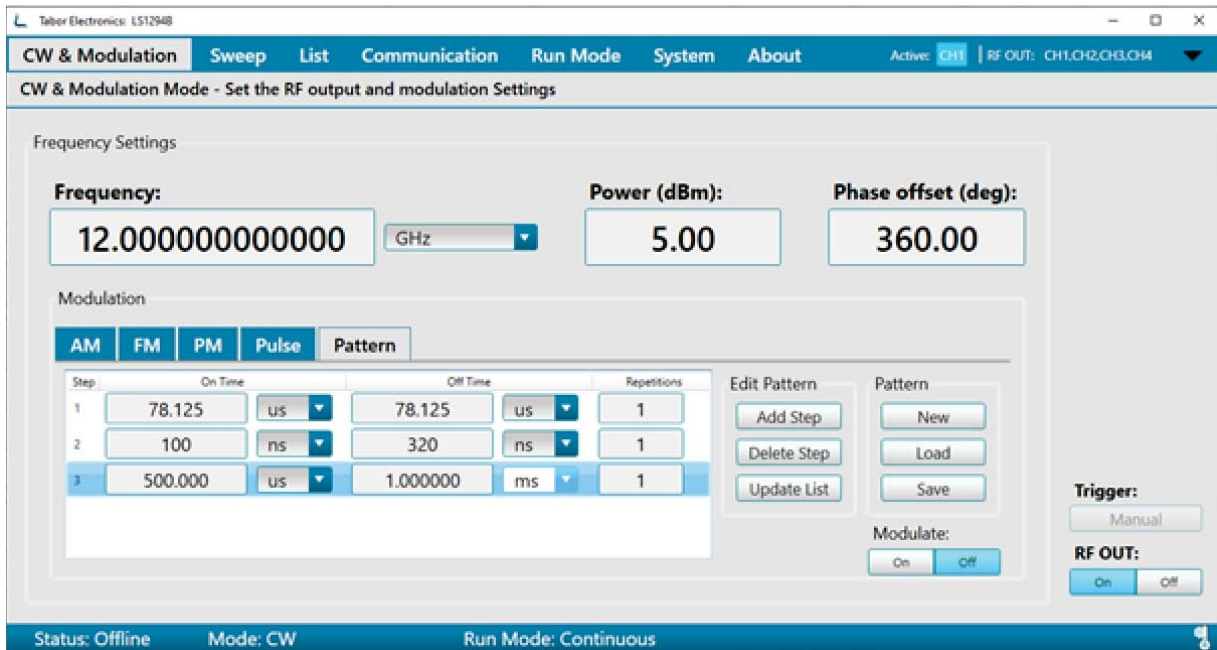 Tabor Electronics: LS1294B
CW & Modulation Sweep List Communication Run Mode System About Active: CH1 | RF OUT: CH1,CH2,CH3,CH4
CW & Modulation Mode - Set the RF output and modulation Settings
Frequency Settings
Frequency: Power (dBm): Phase offset (deg):
12.000000000000 GHz 5.00 360.00
Modulation
AM FM PM Pulse Pattern
Step On Time Off Time Repetitions Edit Pattern Pattern
1 78.125 us 78.125 us 1 Add Step New
2 100 ns 320 ns 1 Delete Step Load
3 500.000 us 1.000000 ms 1 Update List Save
Trigger:
Manual
Modulate:
On Off
RF OUT:
On Off
Status: Offline Mode: CW Run Mode: Continuous